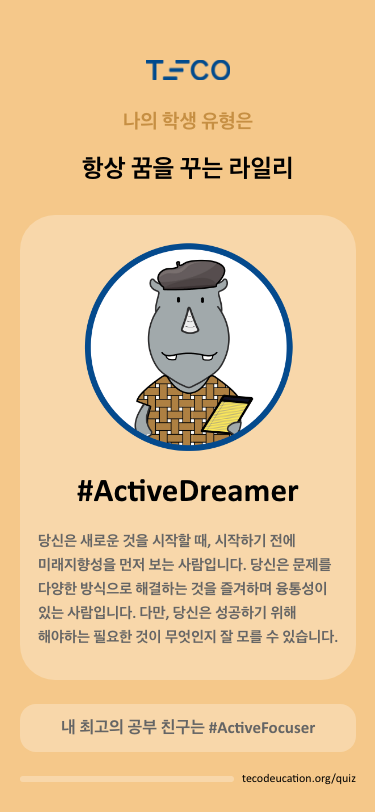 TECO
나의 학생 유형은
항상 꿈을 꾸는 라일리
#ActiveDreamer
당신은 새로운 것을 시작할 때, 시작하기 전에
미래지향성을 먼저 보는 사람입니다. 당신은 문제를
다양한 방식으로 해결하는 것을 즐겨하며 융통성이
있는 사람입니다. 다만, 당신은 성공하기 위해
해야하는 필요한 것이 무엇인지 잘 모를 수 있습니다.
내 최고의 공부 친구는 #ActiveFocuser
tecodeucation.org/quiz